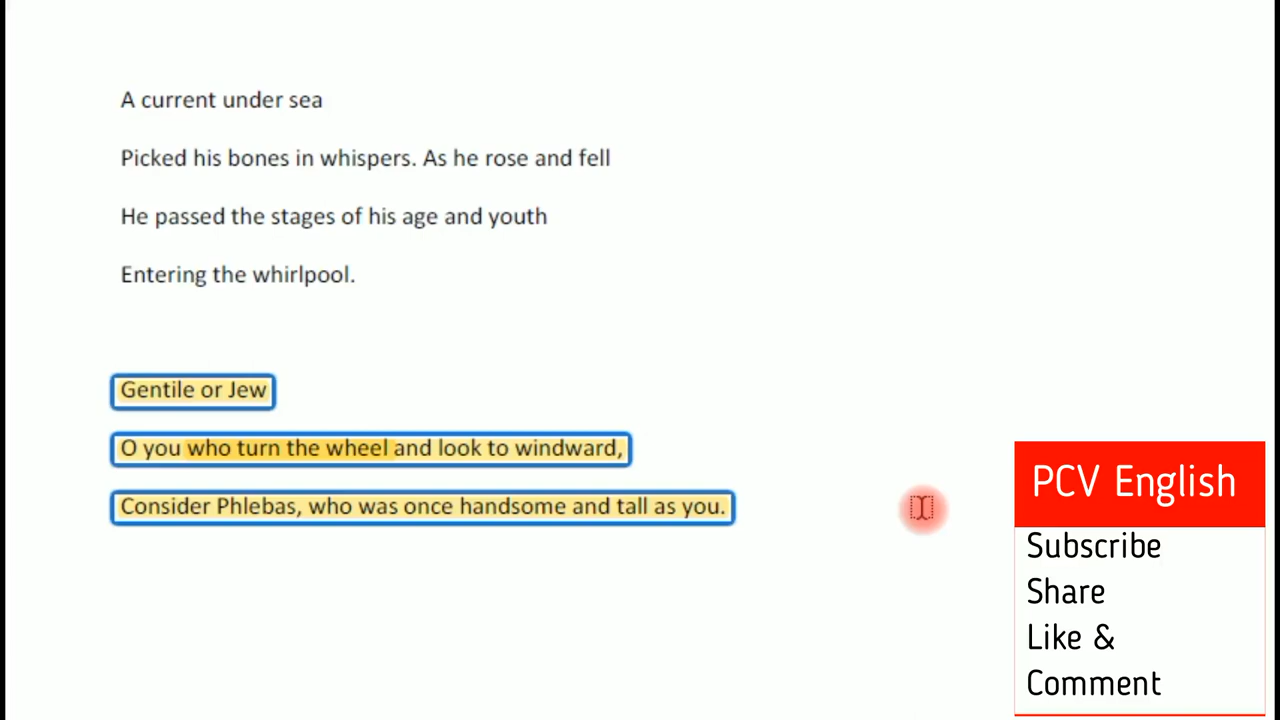 A current under sea
Picked his bones in whispers. As he rose and fell
He passed the stages of his age and youth
Entering the whirlpool.
Gentile or Jew
O you who turn the wheel and look to windward,
Consider Phlebas, who was once handsome and tall as you.
PCV English
Subscribe
Share
Like &
Comment